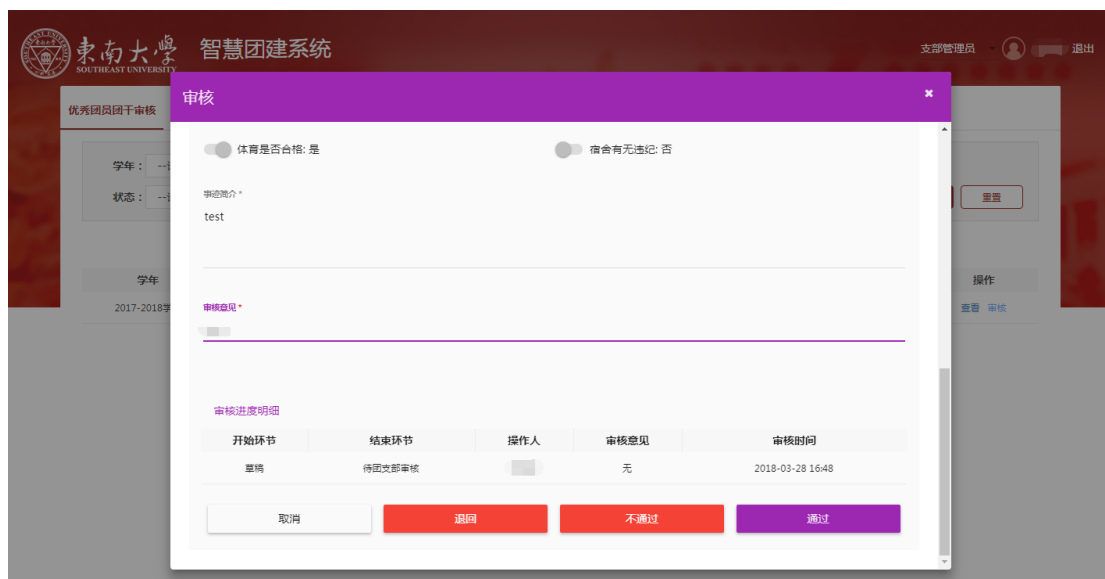 東南大學 智慧团建系统 支部管理员 退出
SOUTHEAST UNIVERSITY
审核 ×
优秀团员团干审核
体育是否合格: 是 宿舍有无违纪: 否
学年： --
状态： --
事迹简介 *
重置
test
学年 操作
2017-2018学 查看 审核
审核意见 *
审核进度明细
开始环节 结束环节 操作人 审核意见 审核时间
草稿 待团支部审核 无 2018-03-28 16:48
取消 退回 不通过 通过